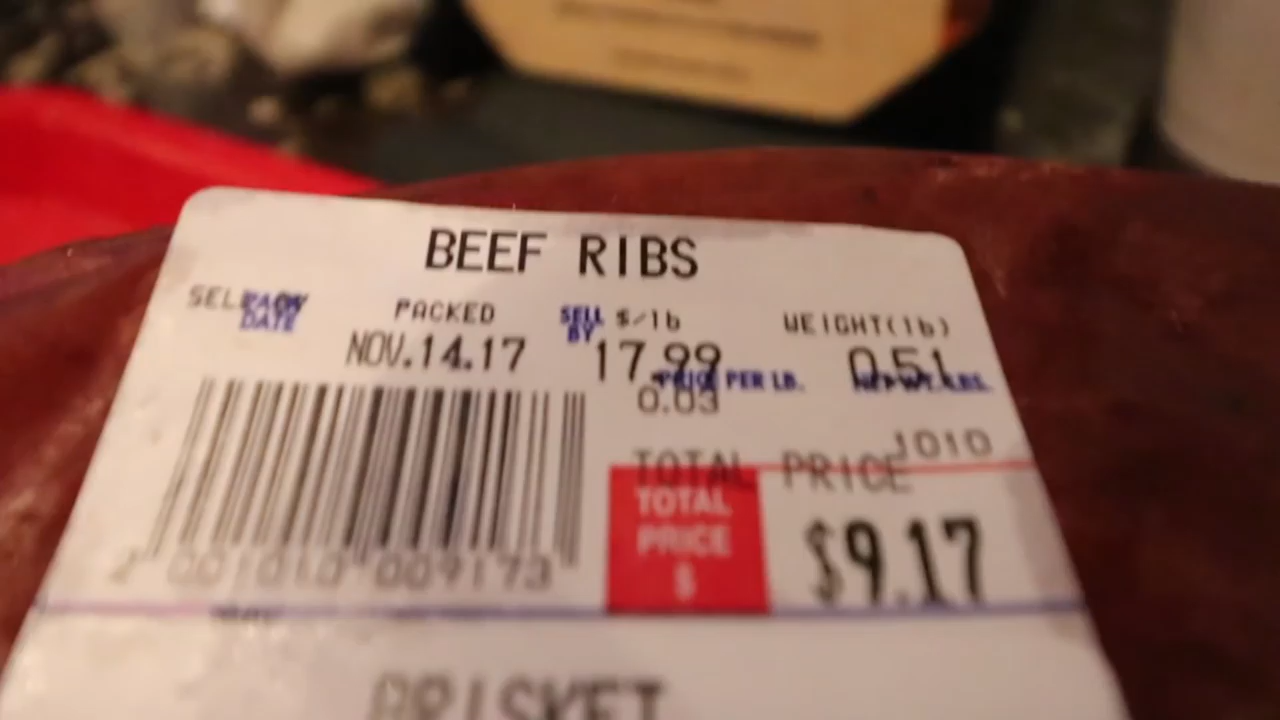 BEEF RIBS
SELL BY PACK DATE PACKED SELL BY $/lb WEIGHT(lb)
NOV.14.17 17.99 0.51
PRICE PER LB. NET WT. LBS.
0.03
1010
TOTAL PRICE
TOTAL PRICE $ $9.17
2 001010 009173
BRISKET